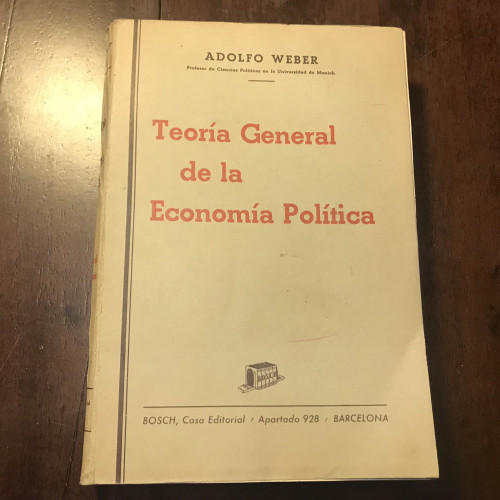 ADOLFO WEBER
Profesor de Ciencias Políticas en la Universidad de Munich
Teoría General
de la
Economía Política
BOSCH, Casa Editorial / Apartado 928 / BARCELONA